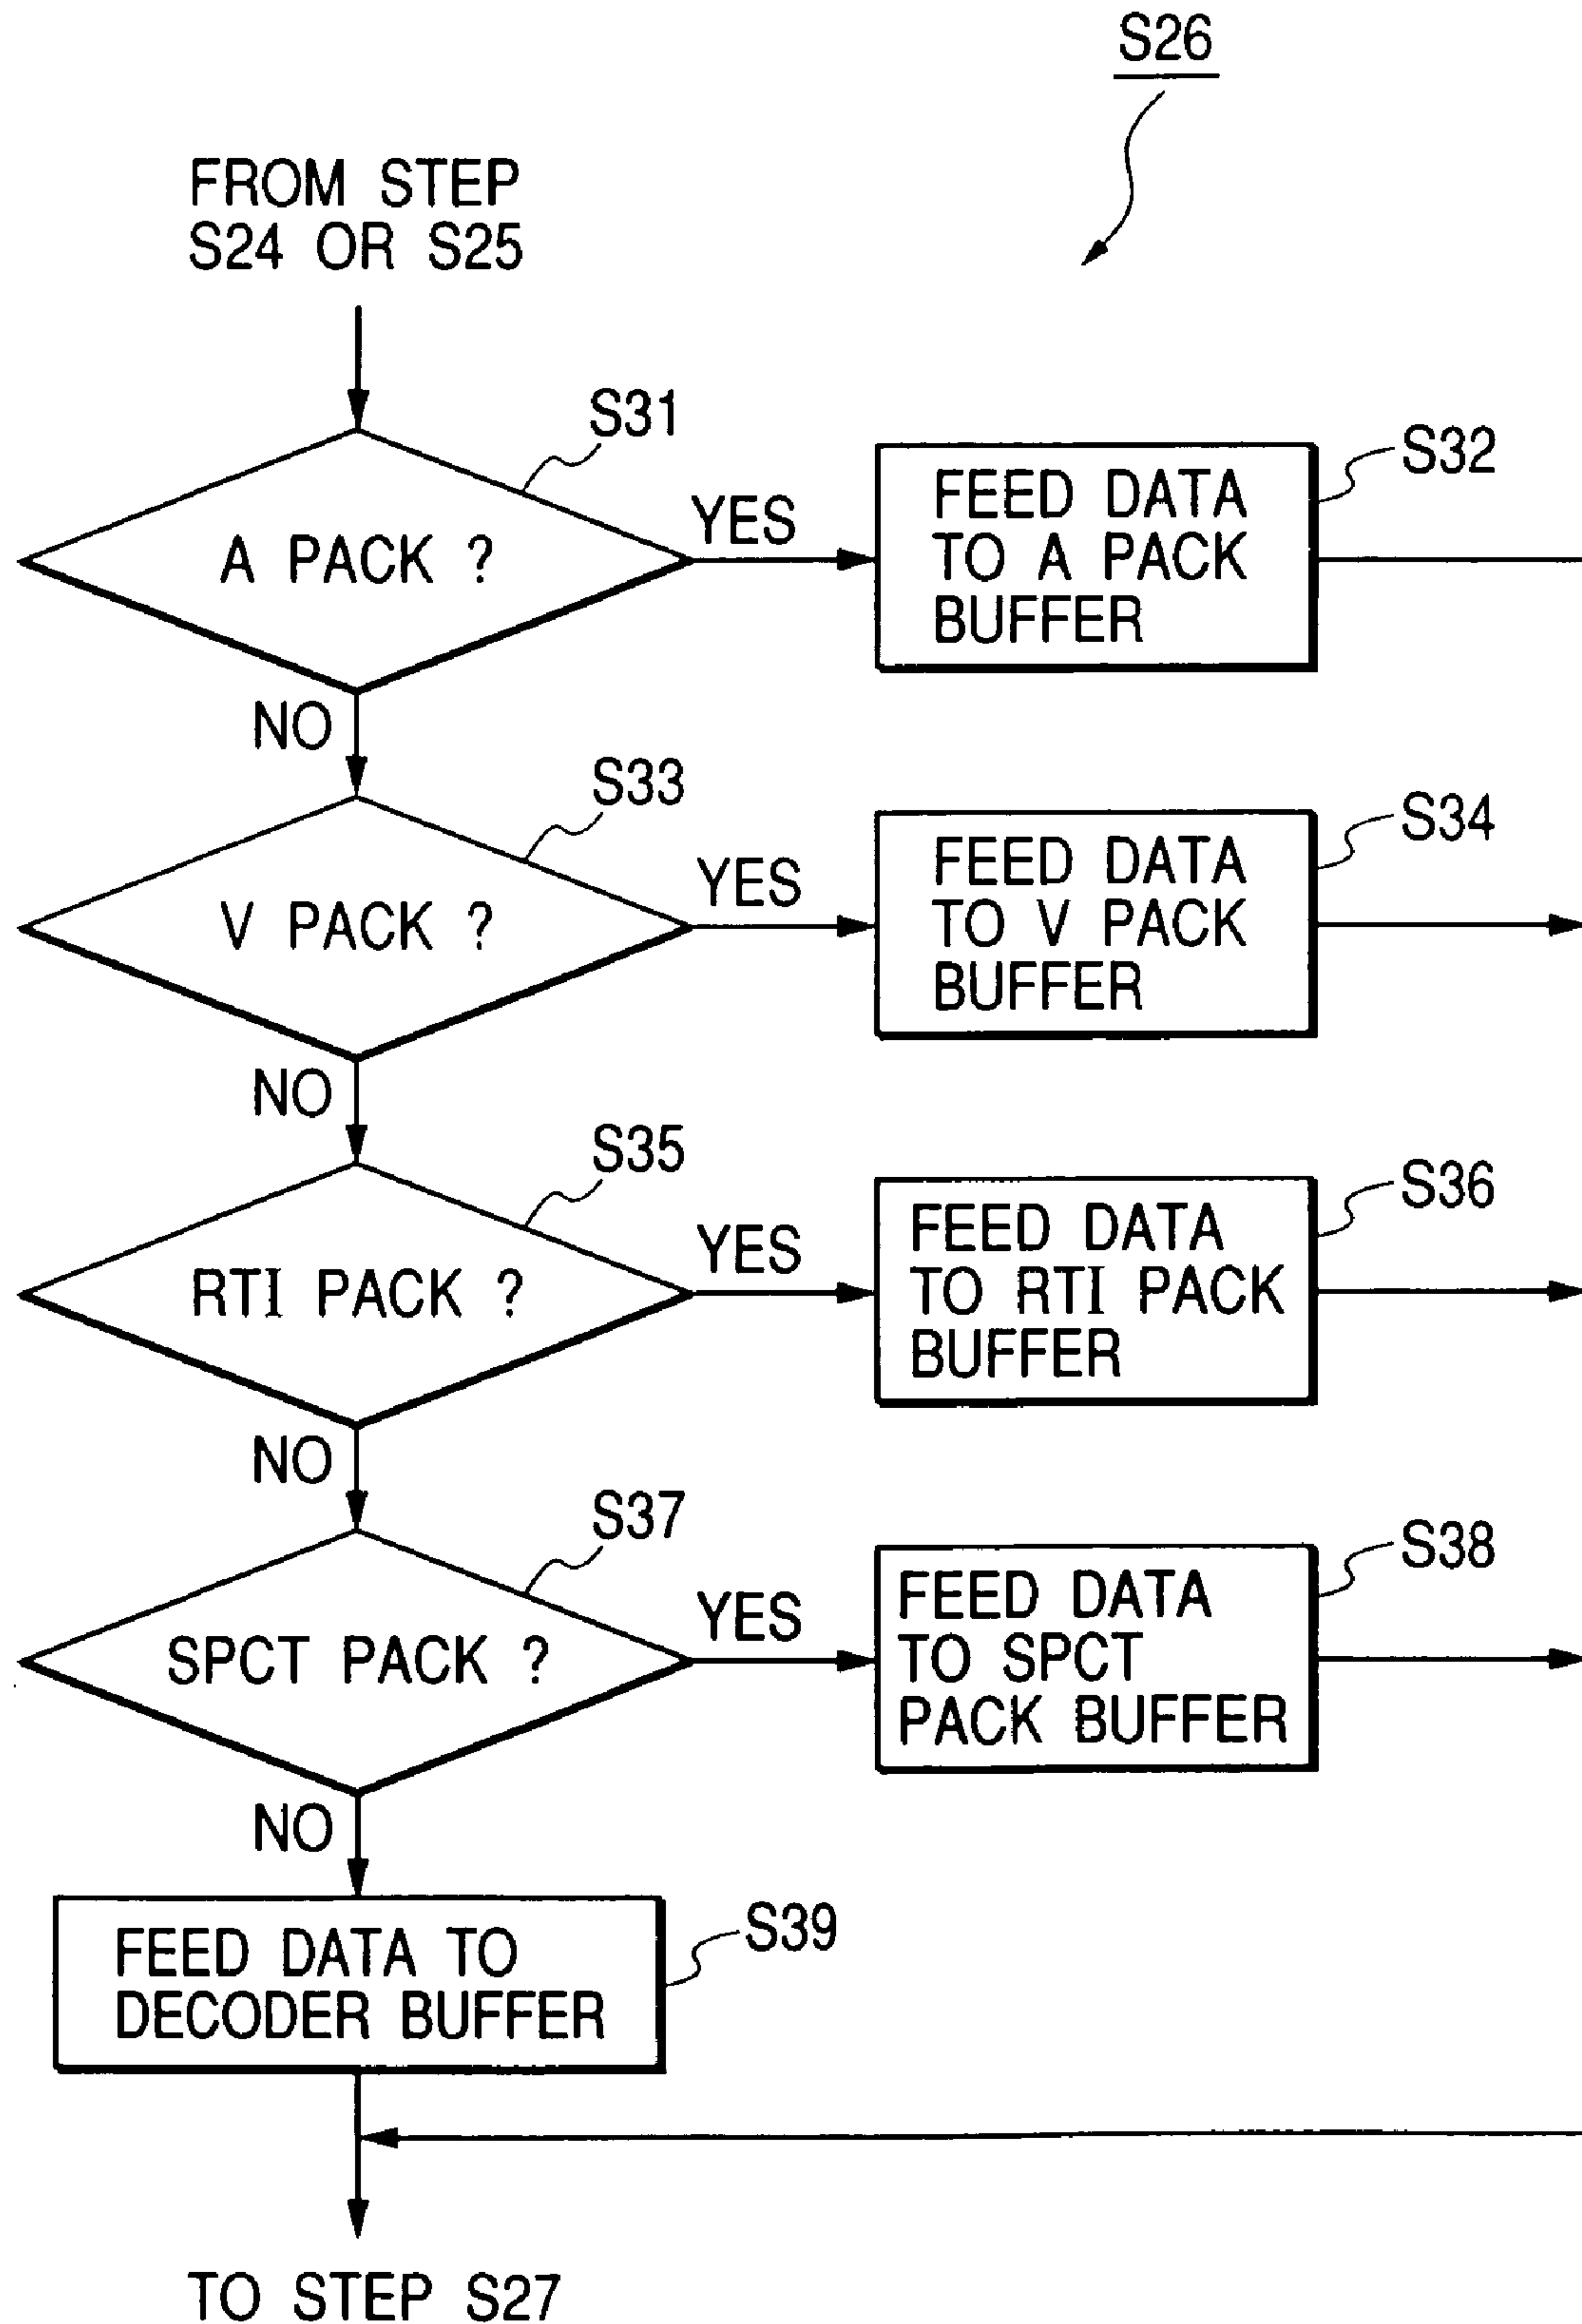 S26
FROM STEP
S24 OR S25
S31
A PACK ?
YES
S32
FEED DATA
TO A PACK
BUFFER
NO
S33
V PACK ?
YES
S34
FEED DATA
TO V PACK
BUFFER
NO
S35
RTI PACK ?
YES
S36
FEED DATA
TO RTI PACK
BUFFER
NO
S37
SPCT PACK ?
YES
S38
FEED DATA
TO SPCT
PACK BUFFER
NO
S39
FEED DATA TO
DECODER BUFFER
TO STEP S27